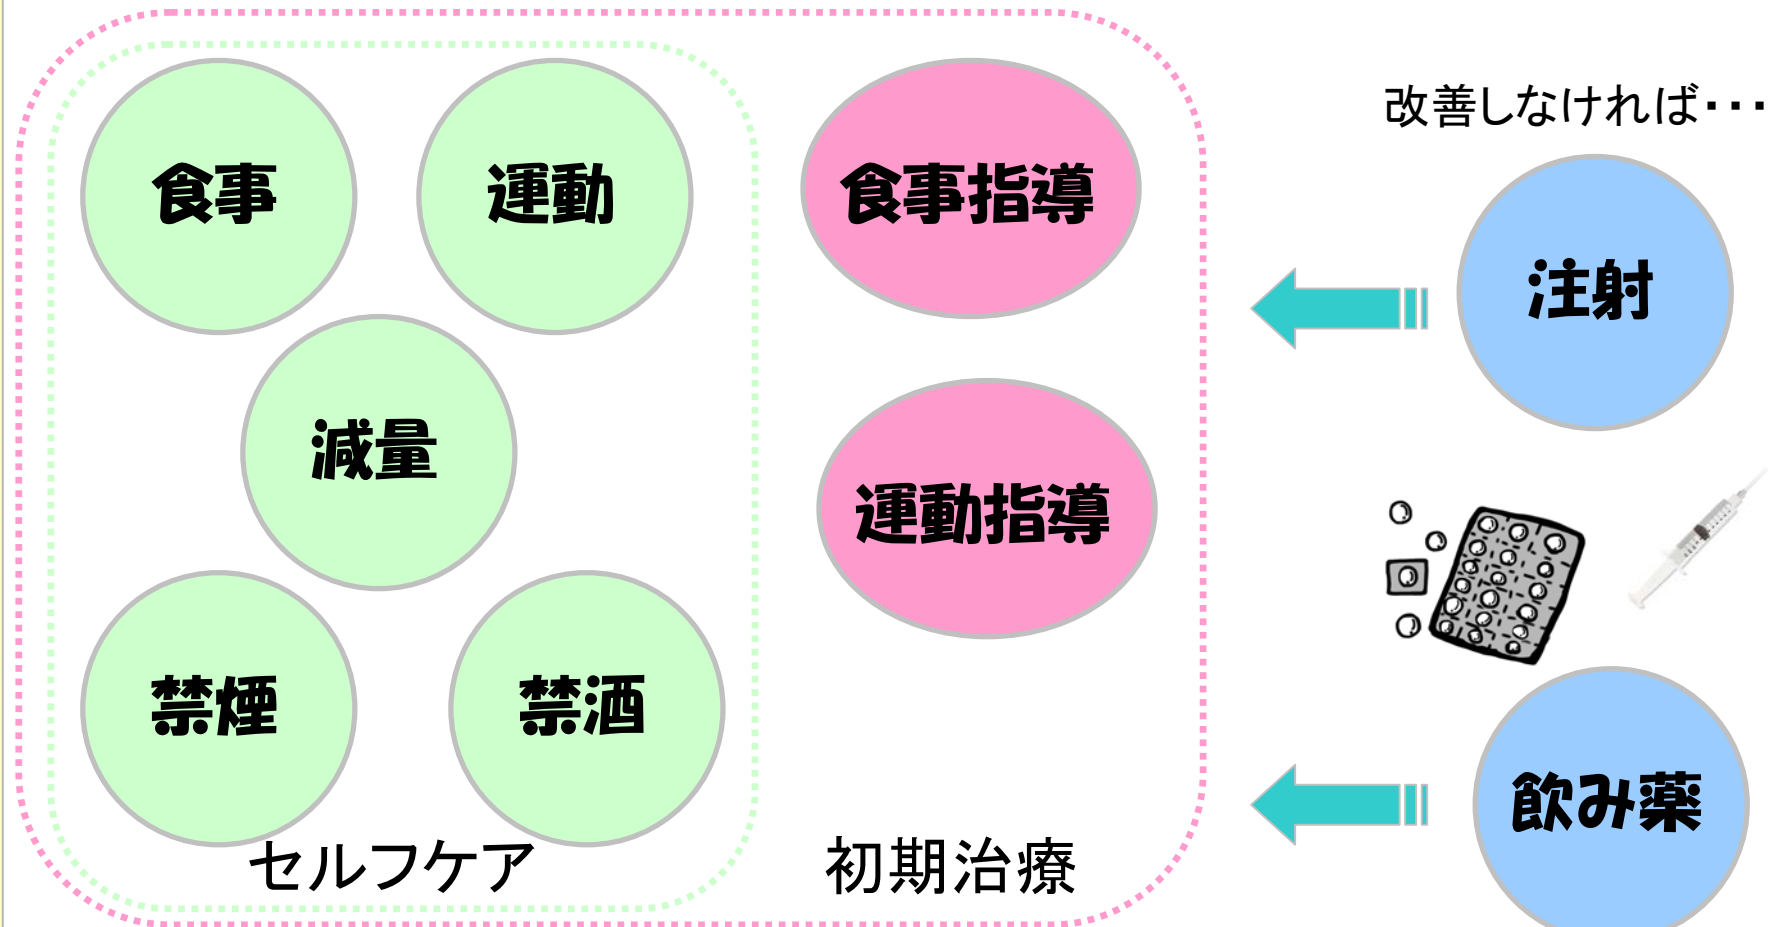 食事
運動
減量
禁煙
禁酒
セルフケア
食事指導
運動指導
初期治療
改善しなければ・・・
注射
飲み薬